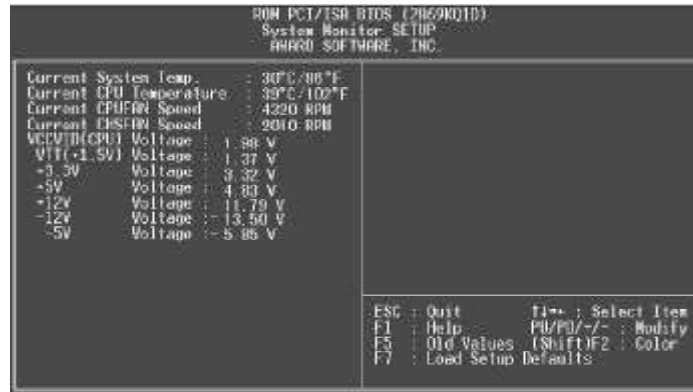 ROM PCI/ISA BIOS (2A69KQ1D)
System Monitor SETUP
AWARD SOFTWARE, INC.
Current System Temp. : 30°C/86°F
Current CPU Temperature : 39°C/102°F
Current CPUFAN Speed : 4320 RPM
Current CHSFAN Speed : 2010 RPM
VCCVID(CPU) Voltage : 1.98 V
VTT(+1.5V) Voltage : 1.37 V
+3.3V Voltage : 3.32 V
+5V Voltage : 4.83 V
+12V Voltage : 11.79 V
-12V Voltage :-13.50 V
-5V Voltage :- 5.85 V
ESC : Quit ↑↓→← : Select Item
F1 : Help PU/PD/+/- : Modify
F5 : Old Values (Shift)F2 : Color
F7 : Load Setup Defaults